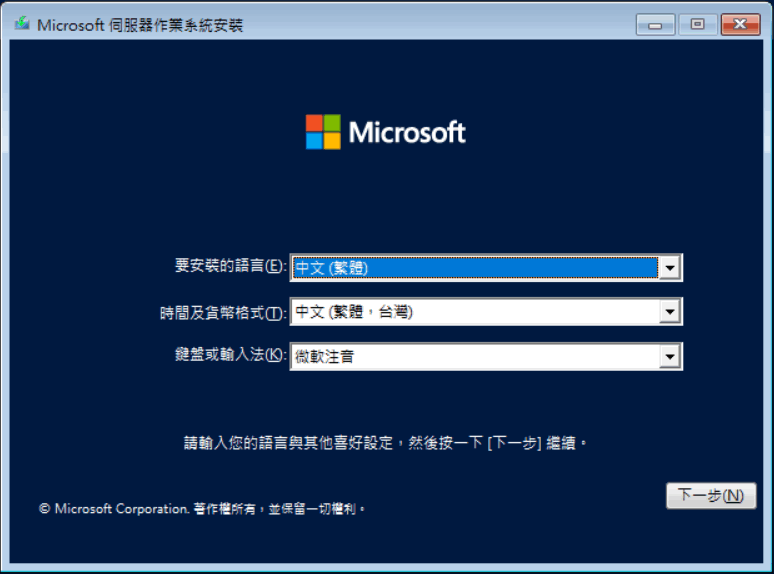 Microsoft 伺服器作業系統安裝
Microsoft
要安裝的語言(E): 中文 (繁體)
時間及貨幣格式(T): 中文 (繁體，台灣)
鍵盤或輸入法(K): 微軟注音
請輸入您的語言與其他喜好設定，然後按一下 [下一步] 繼續。
下一步(N)
© Microsoft Corporation. 著作權所有，並保留一切權利。